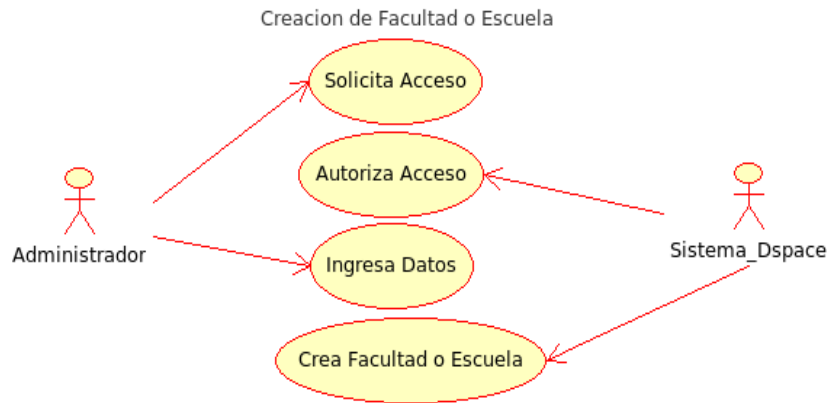 Creacion de Facultad o Escuela
Solicita Acceso
Autoriza Acceso
Administrador
Sistema_Dspace
Ingresa Datos
Crea Facultad o Escuela